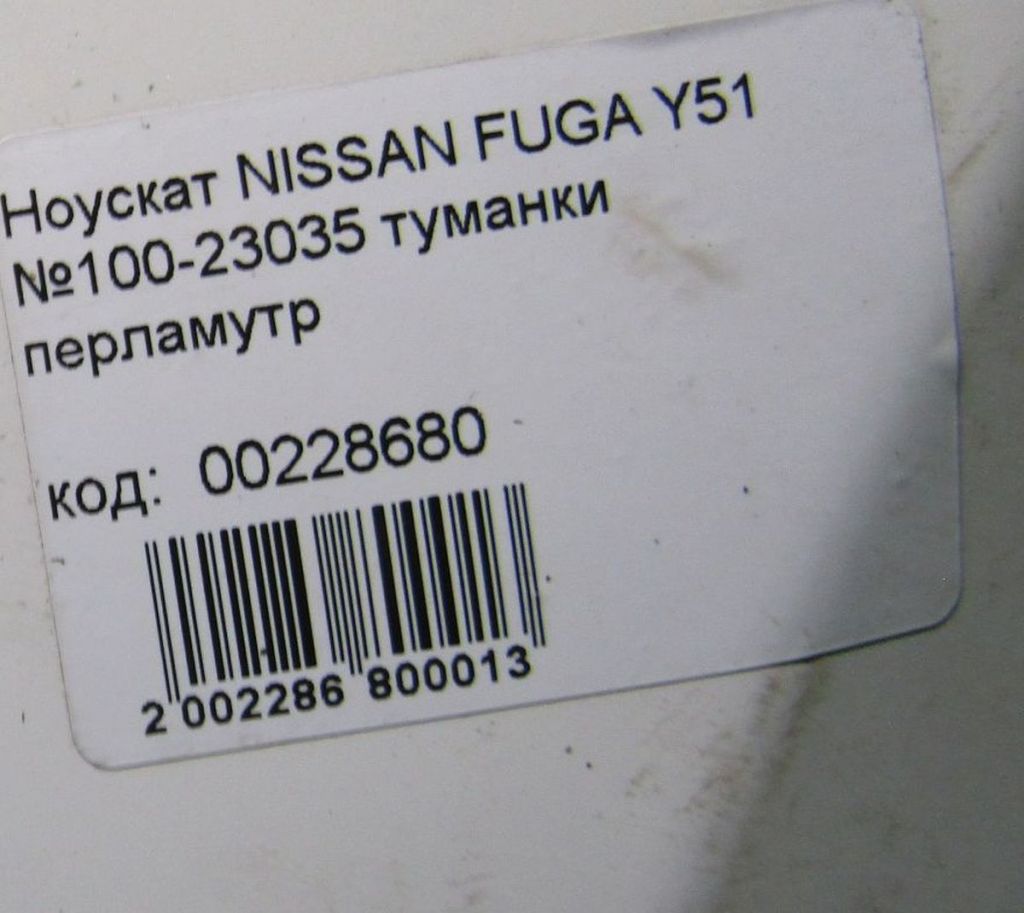 Ноускат NISSAN FUGA Y51
№100-23035 туманки
перламутр
код: 00228680
2 002286 800013